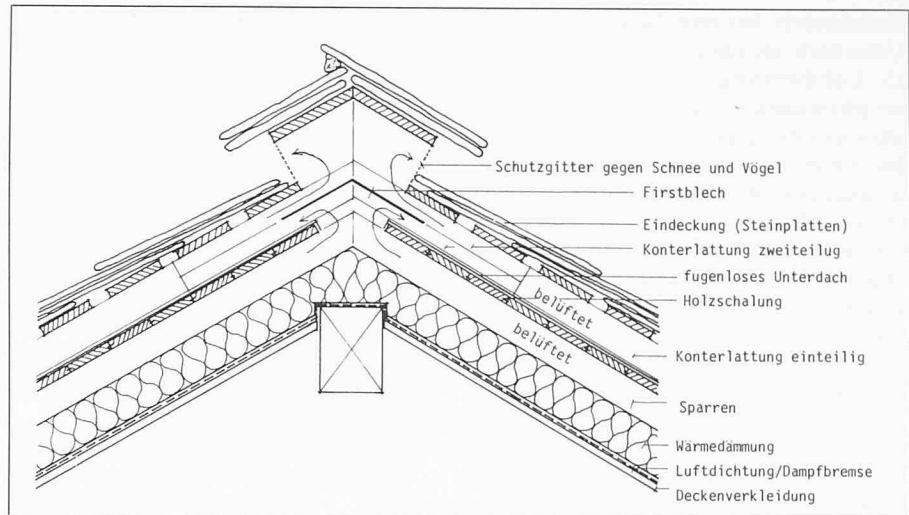 Schutzgitter gegen Schnee und Vögel
Firstblech
Eindeckung (Steinplatten)
Konterlattung zweiteilug
fugenloses Unterdach
Holzschalung
belüftet
belüftet
Konterlattung einteilig
Sparren
Wärmedämmung
Luftdichtung/Dampfbremse
Deckenverkleidung